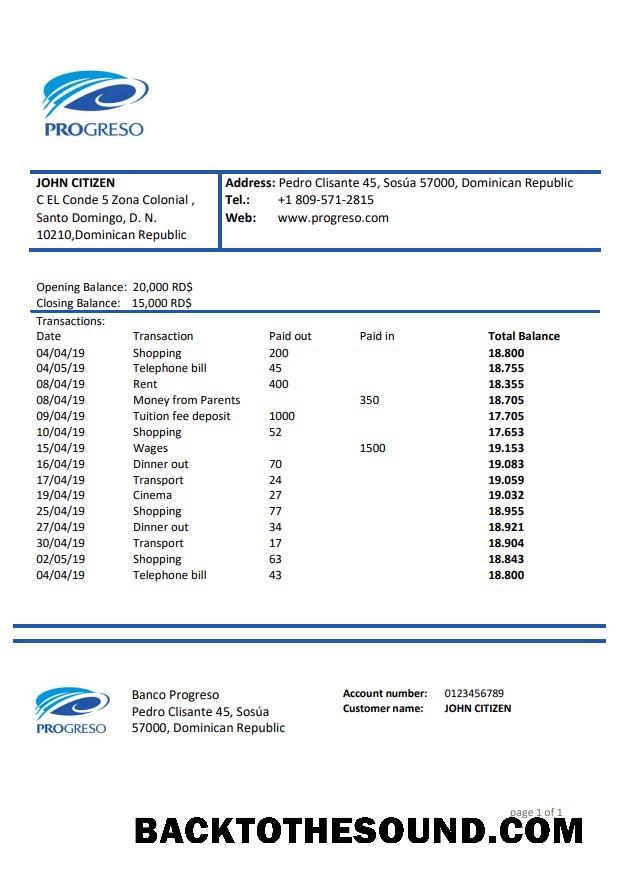 PROGRESO
JOHN CITIZEN
C EL Conde 5 Zona Colonial ,
Santo Domingo, D. N.
10210,Dominican Republic
Address: Pedro Clisante 45, Sosúa 57000, Dominican Republic
Tel.: +1 809-571-2815
Web: www.progreso.com
Opening Balance: 20,000 RD$
Closing Balance: 15,000 RD$
Transactions:
Date Transaction Paid out Paid in Total Balance
04/04/19 Shopping 200 18.800
04/05/19 Telephone bill 45 18.755
08/04/19 Rent 400 18.355
08/04/19 Money from Parents 350 18.705
09/04/19 Tuition fee deposit 1000 17.705
10/04/19 Shopping 52 17.653
15/04/19 Wages 1500 19.153
16/04/19 Dinner out 70 19.083
17/04/19 Transport 24 19.059
19/04/19 Cinema 27 19.032
25/04/19 Shopping 77 18.955
27/04/19 Dinner out 34 18.921
30/04/19 Transport 17 18.904
02/05/19 Shopping 63 18.843
04/04/19 Telephone bill 43 18.800
PROGRESO
Banco Progreso
Pedro Clisante 45, Sosúa
57000, Dominican Republic
Account number: 0123456789
Customer name: JOHN CITIZEN
page 1 of 1
BACKTOTHESOUND.COM